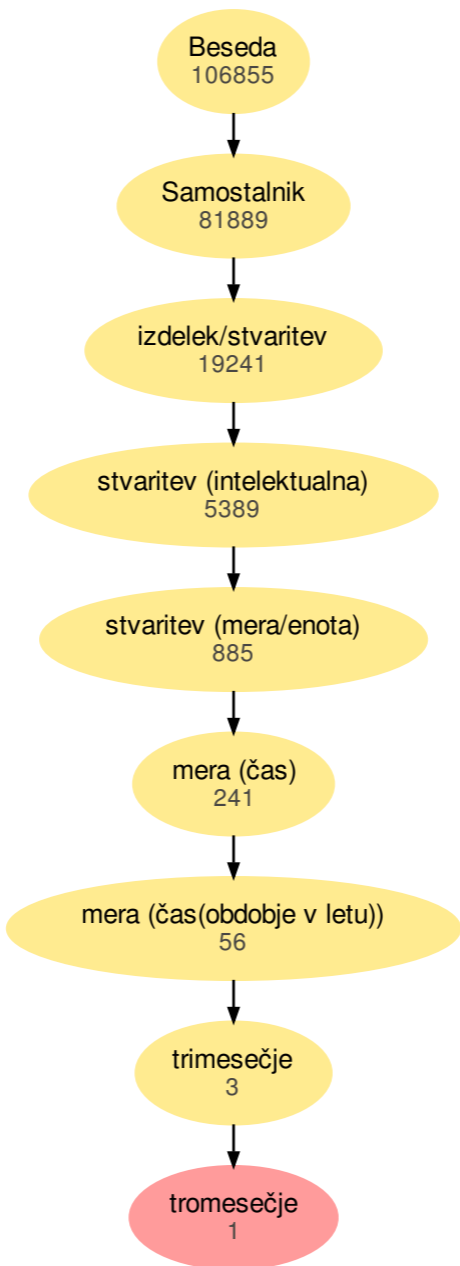 Beseda
106855
Samostalnik
81889
izdelek/stvaritev
19241
stvaritev (intelektualna)
5389
stvaritev (mera/enota)
885
mera (čas)
241
mera (čas(obdobje v letu))
56
trimesečje
3
tromesečje
1